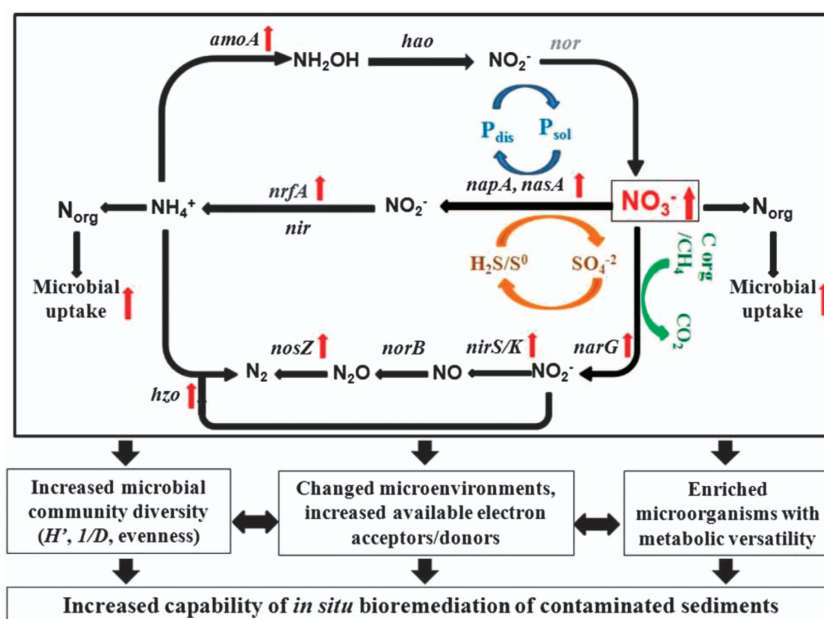 amoA
NH2OH
hao
NO2-
nor
Pdis
Psol
Norg
NH4+
nrfA
nir
NO2-
napA, nasA
NO3-
Norg
Microbial
uptake
H2S/S0
SO4-2
C org
/CH4
CO2
Microbial
uptake
hzo
nosZ
N2
N2O
norB
NO
nirS/K
NO2-
narG
Increased microbial
community diversity
(H’, 1/D, evenness)
Changed microenvironments,
increased available electron
acceptors/donors
Enriched
microorganisms with
metabolic versatility
Increased capability of in situ bioremediation of contaminated sediments